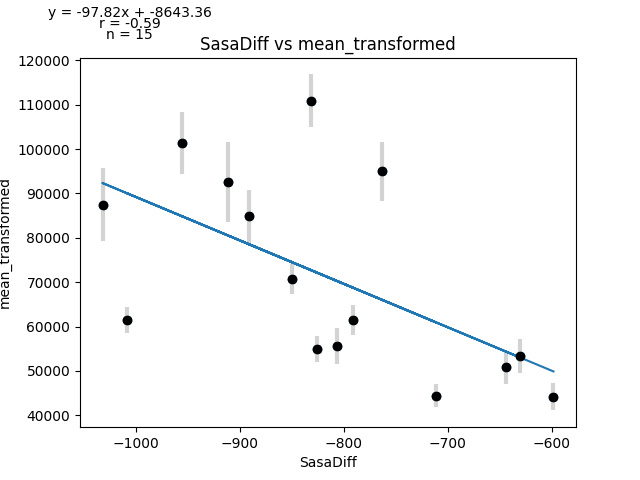 y = -97.82x + -8643.36
r = -0.59
n = 15
SasaDiff vs mean_transformed
120000
110000
100000
90000
80000
70000
60000
50000
40000
mean_transformed
−1000
−900
−800
−700
−600
SasaDiff